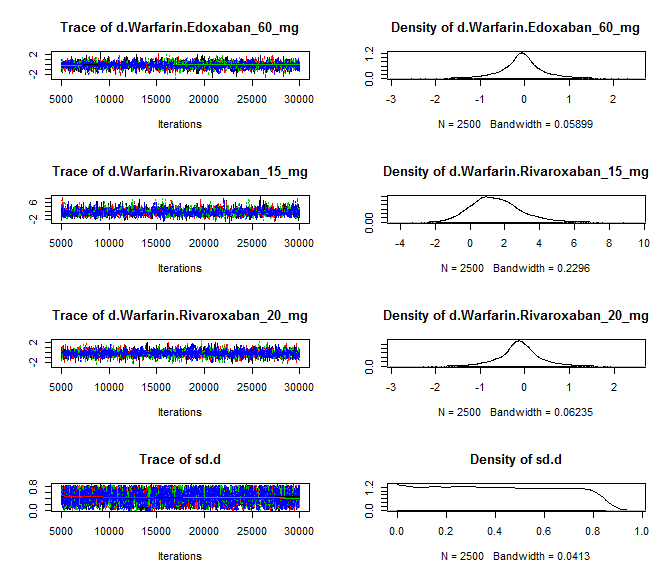 Trace of d.Warfarin.Edoxaban_60_mg
2
-2
5000 10000 15000 20000 25000 30000
Iterations
Density of d.Warfarin.Edoxaban_60_mg
1.2
0.0
-3 -1 0 1 2
N = 2500 Bandwidth = 0.05899
Trace of d.Warfarin.Rivaroxaban_15_mg
6
-2
5000 10000 15000 20000 25000 30000
Iterations
Density of d.Warfarin.Rivaroxaban_15_mg
0.00
-4 -2 0 2 4 6 8 10
N = 2500 Bandwidth = 0.2296
Trace of d.Warfarin.Rivaroxaban_20_mg
2
-2
5000 10000 15000 20000 25000 30000
Iterations
Density of d.Warfarin.Rivaroxaban_20_mg
0.0
-3 -1 0 1 2
N = 2500 Bandwidth = 0.06235
Trace of sd.d
0.8
0.0
5000 10000 15000 20000 25000 30000
Iterations
Density of sd.d
1.2
0.0
0.0 0.2 0.4 0.6 0.8 1.0
N = 2500 Bandwidth = 0.0413